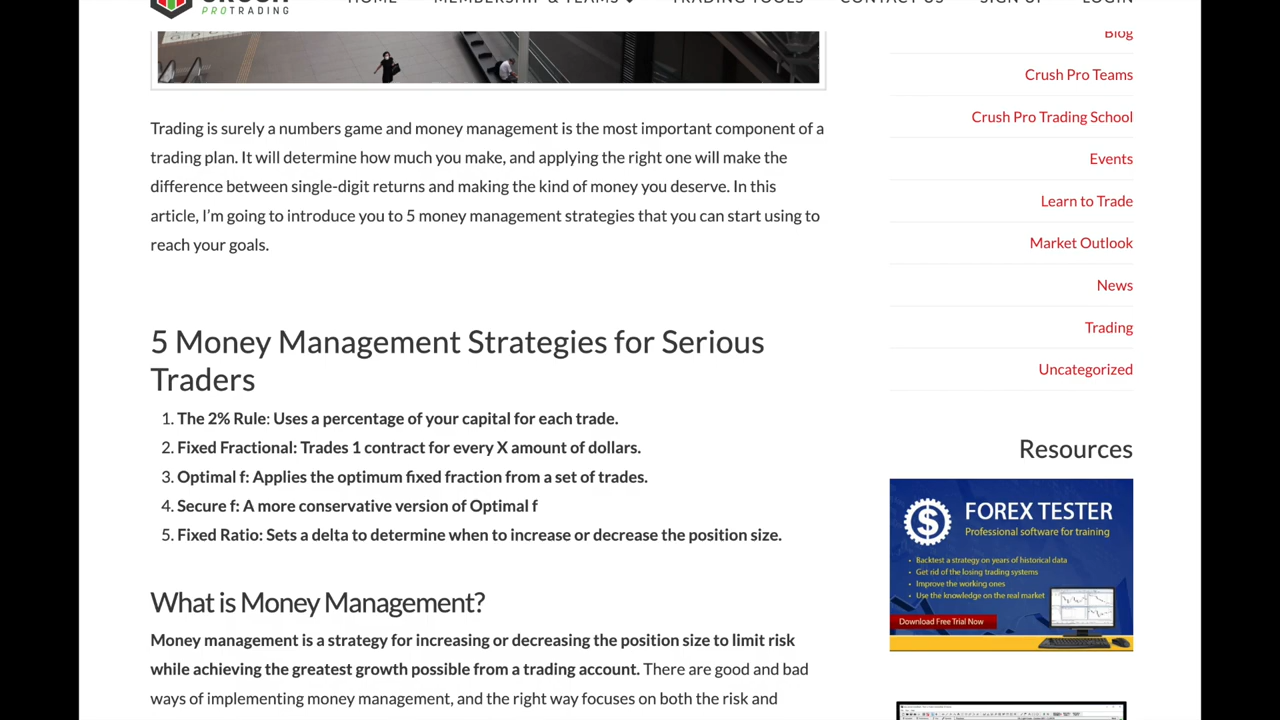 PROTRADING
HOME MEMBERSHIP & TEAMS TRADING TOOLS CONTACT US SIGN UP LOGIN
Trading is surely a numbers game and money management is the most important component of a
trading plan. It will determine how much you make, and applying the right one will make the
difference between single-digit returns and making the kind of money you deserve. In this
article, I'm going to introduce you to 5 money management strategies that you can start using to
reach your goals.
5 Money Management Strategies for Serious
Traders
1. The 2% Rule: Uses a percentage of your capital for each trade.
2. Fixed Fractional: Trades 1 contract for every X amount of dollars.
3. Optimal f: Applies the optimum fixed fraction from a set of trades.
4. Secure f: A more conservative version of Optimal f
5. Fixed Ratio: Sets a delta to determine when to increase or decrease the position size.
What is Money Management?
Money management is a strategy for increasing or decreasing the position size to limit risk
while achieving the greatest growth possible from a trading account. There are good and bad
ways of implementing money management, and the right way focuses on both the risk and
Blog
Crush Pro Teams
Crush Pro Trading School
Events
Learn to Trade
Market Outlook
News
Trading
Uncategorized
Resources
FOREX TESTER
Professional software for training
• Backtest a strategy on years of historical data
• Get rid of the losing trading systems
• Improve the working ones
• Use the knowledge on the real market
Download Free Trial Now